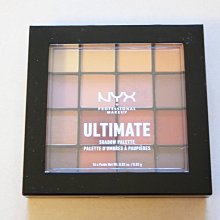 NYX
PROFESSIONAL
MAKEUP
ULTIMATE
SHADOW PALETTE
PALETTE D'OMBRES À PAUPIÈRES